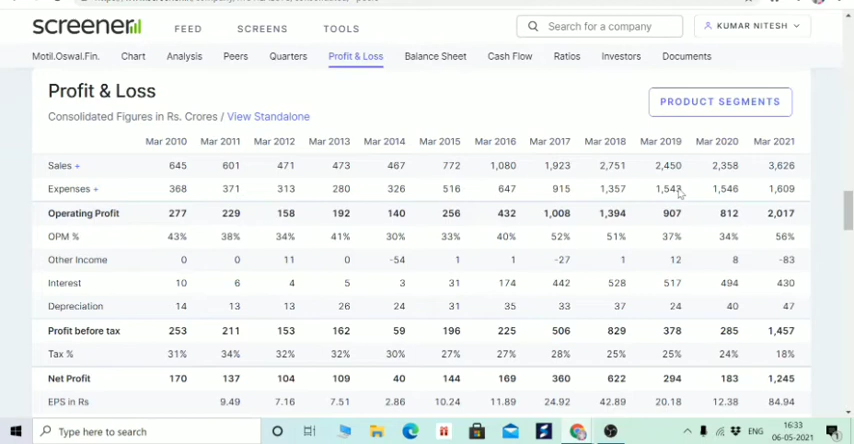 screener
FEED SCREENS TOOLS
Search for a company
KUMAR NITESH
Motil.Oswal.Fin. Chart Analysis Peers Quarters Profit & Loss Balance Sheet Cash Flow Ratios Investors Documents
Profit & Loss
PRODUCT SEGMENTS
Consolidated Figures in Rs. Crores / View Standalone
Mar 2010 Mar 2011 Mar 2012 Mar 2013 Mar 2014 Mar 2015 Mar 2016 Mar 2017 Mar 2018 Mar 2019 Mar 2020 Mar 2021
Sales + 645 601 471 473 467 772 1,080 1,923 2,751 2,450 2,358 3,626
Expenses + 368 371 313 280 326 516 647 915 1,357 1,543 1,546 1,609
Operating Profit 277 229 158 192 140 256 432 1,008 1,394 907 812 2,017
OPM % 43% 38% 34% 41% 30% 33% 40% 52% 51% 37% 34% 56%
Other Income 0 0 11 0 -54 1 1 -27 1 12 8 -83
Interest 10 6 4 5 3 31 174 442 528 517 494 430
Depreciation 14 13 13 26 24 31 35 33 37 24 40 47
Profit before tax 253 211 153 162 59 196 225 506 829 378 285 1,457
Tax % 31% 34% 32% 32% 30% 27% 27% 28% 25% 25% 24% 18%
Net Profit 170 137 104 109 40 144 169 360 622 294 183 1,245
EPS in Rs 9.49 7.16 7.51 2.86 10.24 11.89 24.92 42.89 20.18 12.38 84.94
Type here to search
ENG
16:33
06-05-2021